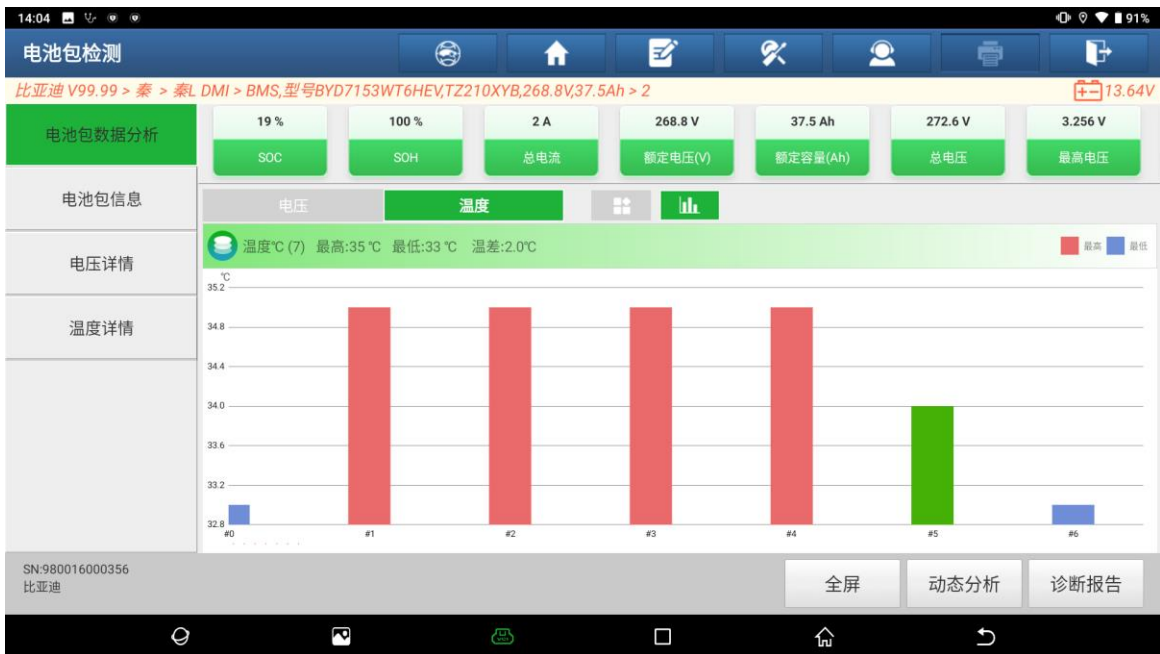 14:04
91%
电池包检测
比亚迪 V99.99 > 秦 > 秦L DMI > BMS,型号BYD7153WT6HEV,TZ210XYB,268.8V,37.5Ah > 2
13.64V
电池包数据分析
电池包信息
电压详情
温度详情
19 % 100 % 2 A 268.8 V 37.5 Ah 272.6 V 3.256 V
SOC SOH 总电流 额定电压(V) 额定容量(Ah) 总电压 最高电压
电压 温度
温度℃ (7) 最高:35 ℃ 最低:33 ℃ 温差:2.0℃
最高 最低
℃
35.2
34.8
34.4
34.0
33.6
33.2
32.8
#0 #1 #2 #3 #4 #5 #6
SN:980016000356
比亚迪
全屏 动态分析 诊断报告